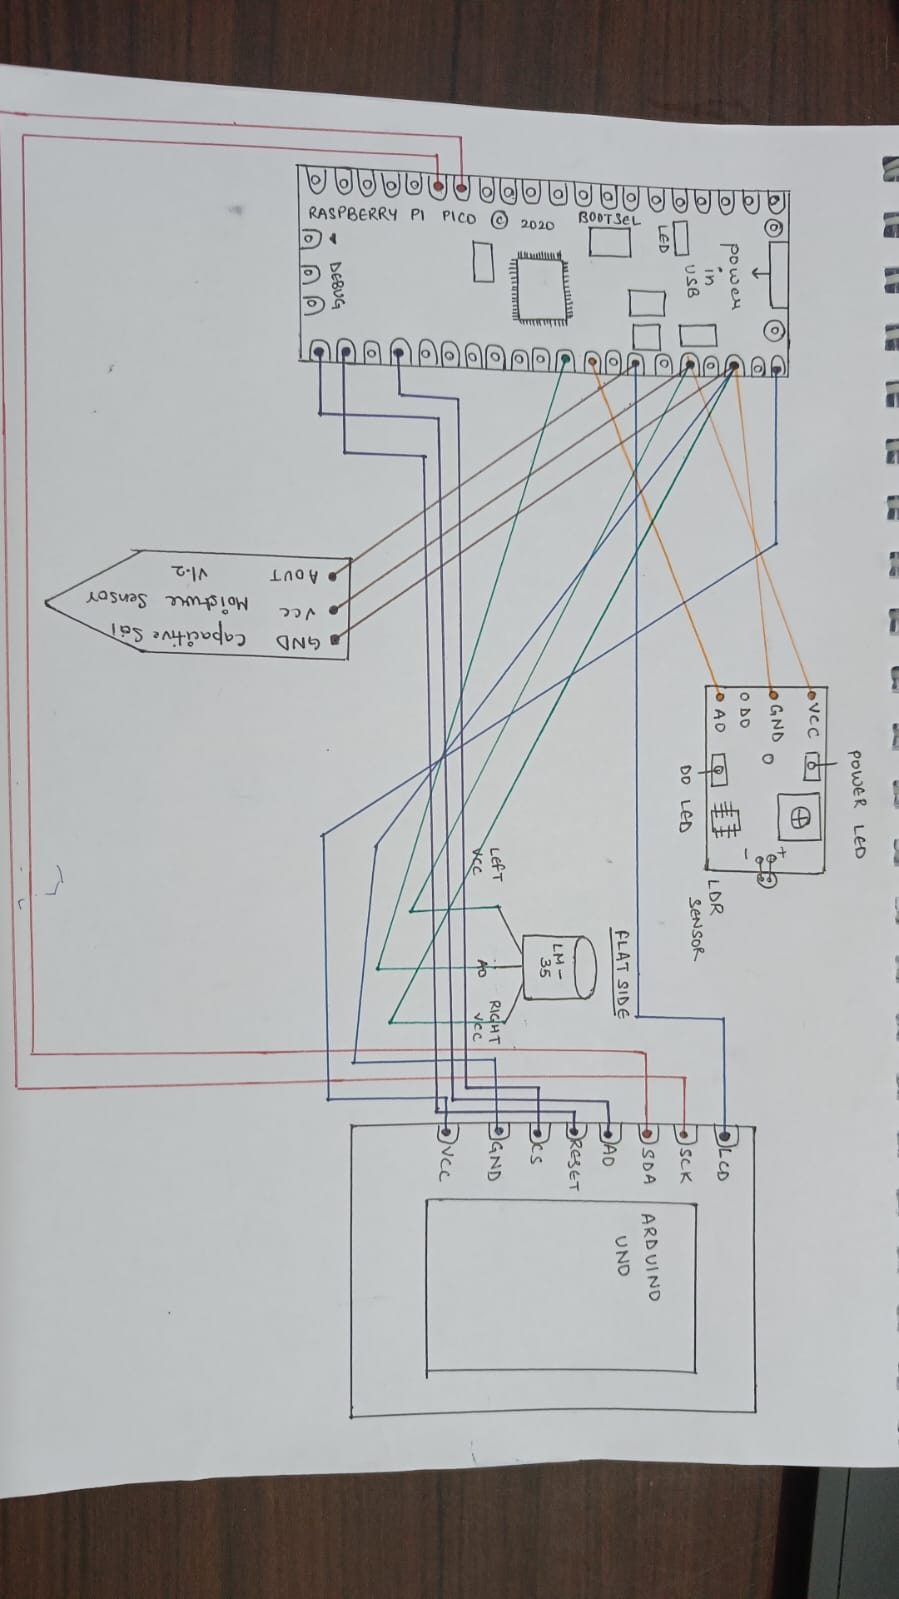 POWER LED
VCC
GND
DO
AO
+
-
LDR
SENSOR
DO LED
power
in
USB
LED
BOOTSEL
RASPBERRY PI PICO © 2020
DEBUG
FLAT SIDE
LM-
35
LEFT
VCC
AO
RIGHT
VCC
LCD
SCK
SDA
AO
RESET
CS
GND
VCC
ARDUINO
UNO
GND
VCC
AOUT
Capacitive Soil
Moisture Sensor
V1.2